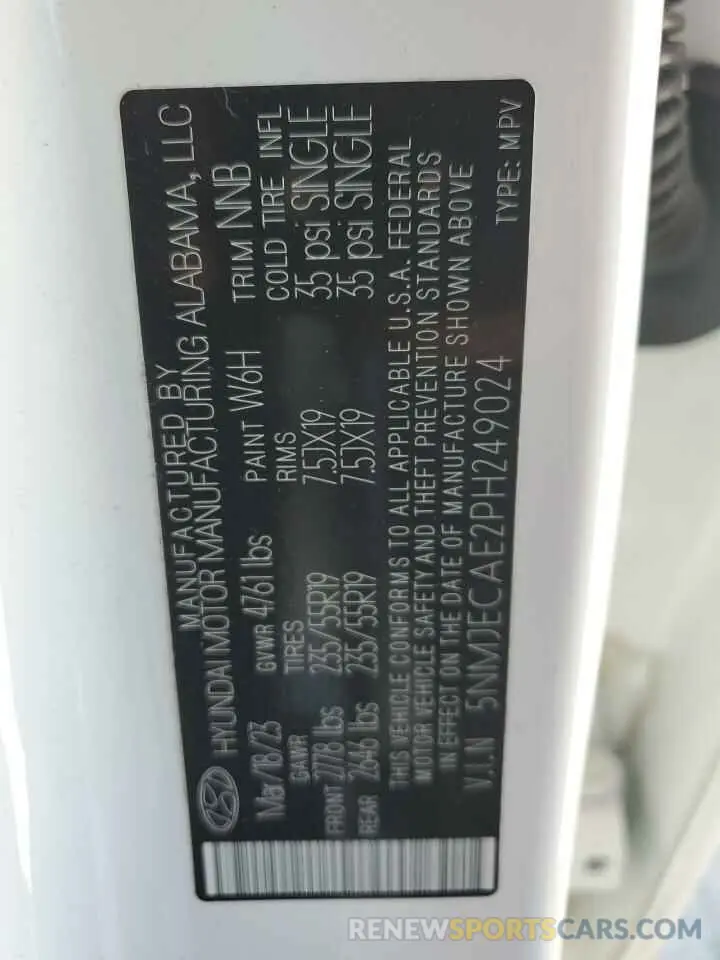 MANUFACTURED BY
HYUNDAI MOTOR MANUFACTURING ALABAMA, LLC
Mar/18/23 GVWR 4761 lbs PAINT W6H TRIM NNB
GAWR TIRES RIMS COLD TIRE INFL
FRONT 2778 lbs 235/55R19 7.5JX19 35 psi SINGLE
REAR 2646 lbs 235/55R19 7.5JX19 35 psi SINGLE
THIS VEHICLE CONFORMS TO ALL APPLICABLE U.S.A. FEDERAL
MOTOR VEHICLE SAFETY AND THEFT PREVENTION STANDARDS
IN EFFECT ON THE DATE OF MANUFACTURE SHOWN ABOVE
V.I.N 5NMJECAE2PH249024 TYPE: MPV
RENEWSPORTSCARS.COM